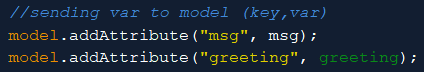 //sending var to model (key,var)
model.addAttribute("msg", msg);
model.addAttribute("greeting", greeting);